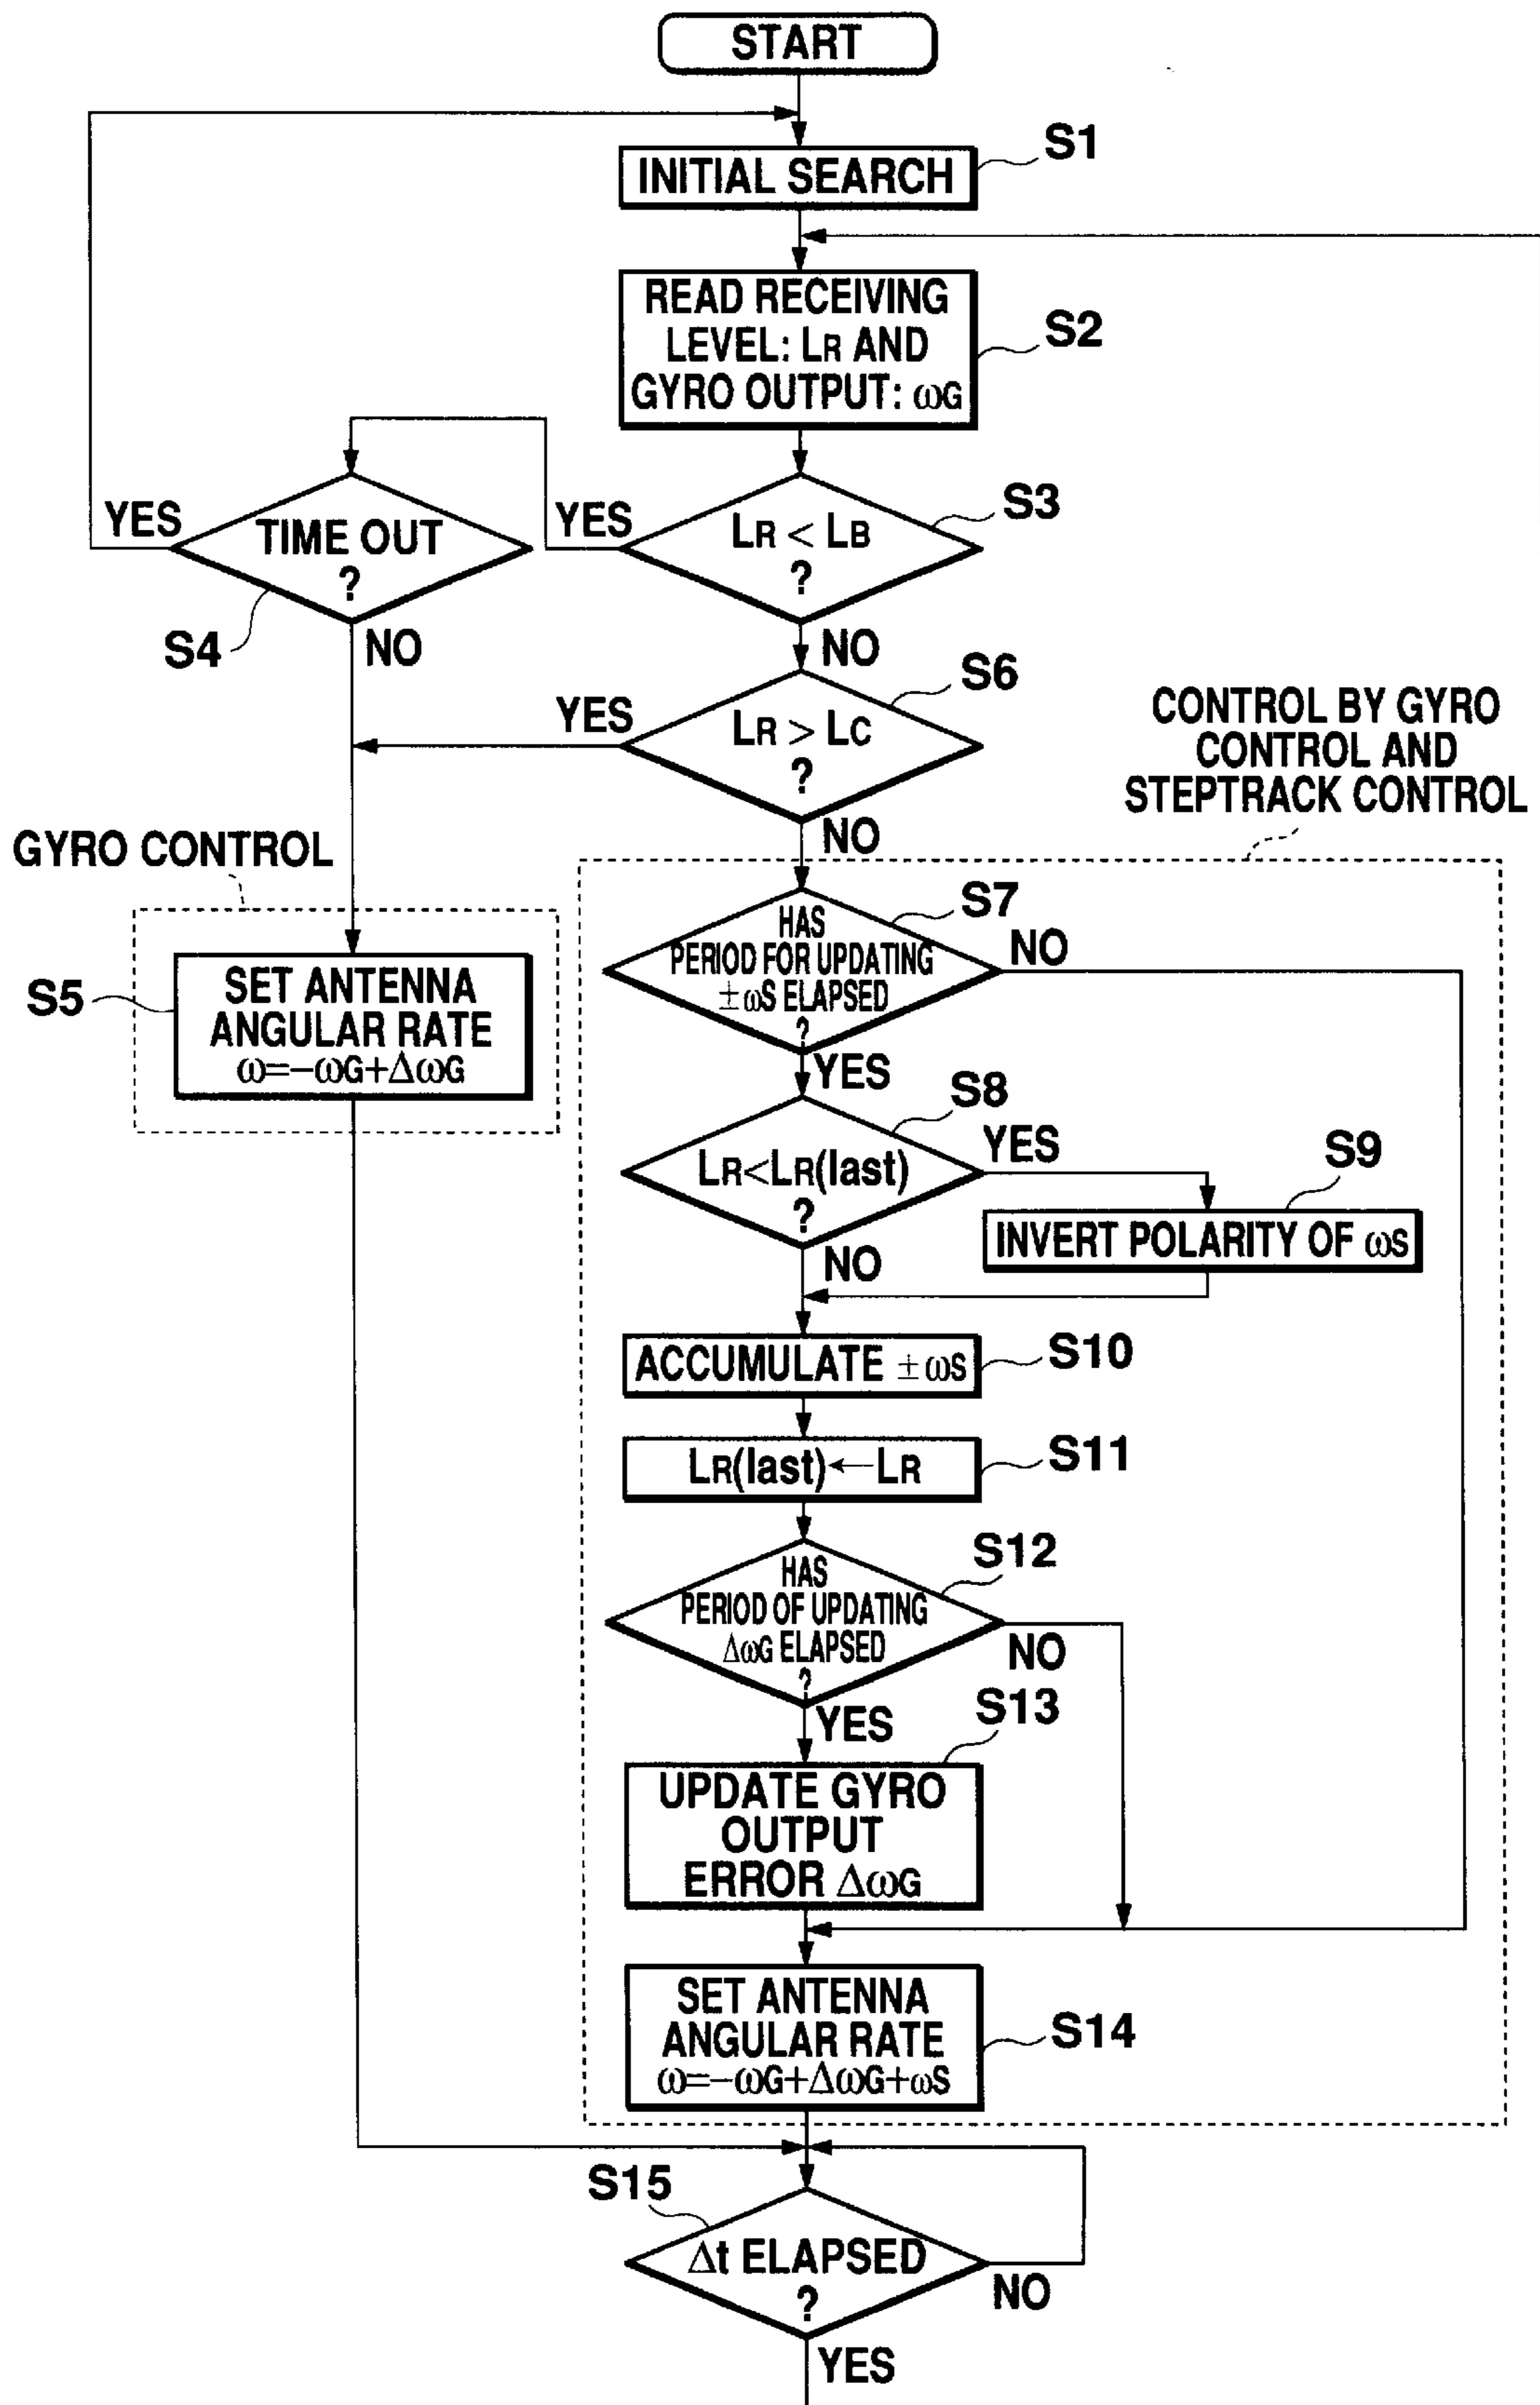 START
INITIAL SEARCH
S1
READ RECEIVING
LEVEL: LR AND
GYRO OUTPUT: ωG
S2
LR < LB
?
S3
YES
NO
TIME OUT
?
S4
YES
NO
LR > LC
?
S6
YES
NO
CONTROL BY GYRO
CONTROL AND
STEPTRACK CONTROL
GYRO CONTROL
SET ANTENNA
ANGULAR RATE
ω=−ωG+ΔωG
S5
HAS
PERIOD FOR UPDATING
±ωS ELAPSED
?
S7
NO
YES
LR<LR(last)
?
S8
YES
NO
INVERT POLARITY OF ωS
S9
ACCUMULATE ±ωS
S10
LR(last)←LR
S11
HAS
PERIOD OF UPDATING
ΔωG ELAPSED
?
S12
NO
YES
UPDATE GYRO
OUTPUT
ERROR ΔωG
S13
SET ANTENNA
ANGULAR RATE
ω=−ωG+ΔωG+ωS
S14
Δt ELAPSED
?
S15
NO
YES